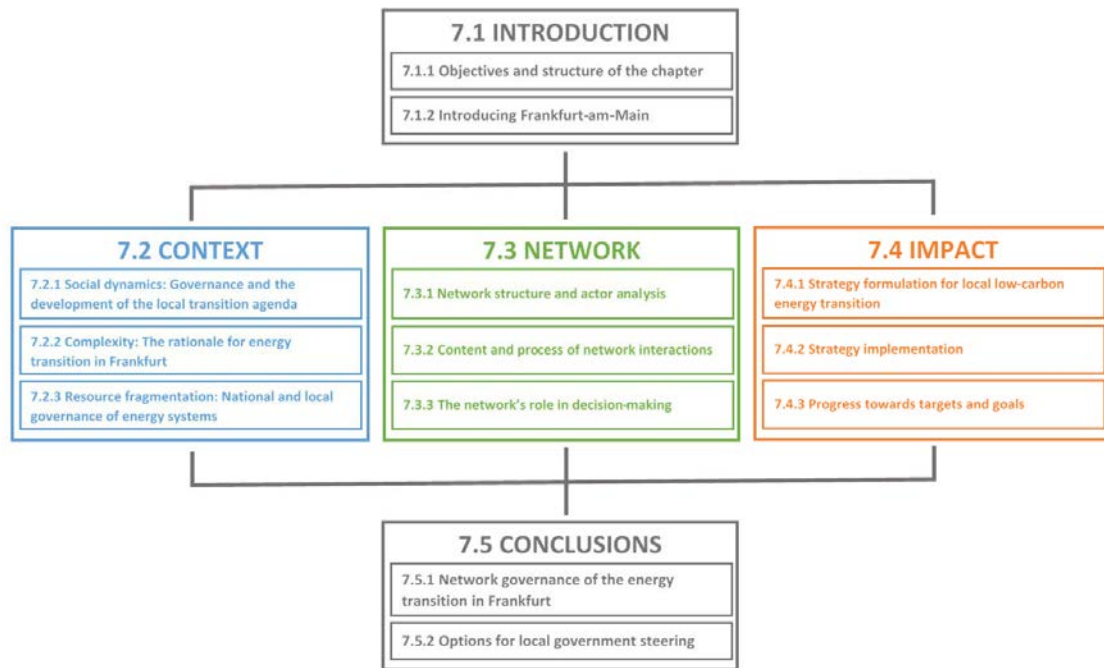 7.1 INTRODUCTION
7.1.1 Objectives and structure of the chapter
7.1.2 Introducing Frankfurt-am-Main
7.2 CONTEXT
7.2.1 Social dynamics: Governance and the
development of the local transition agenda
7.2.2 Complexity: The rationale for energy
transition in Frankfurt
7.2.3 Resource fragmentation: National and local
governance of energy systems
7.3 NETWORK
7.3.1 Network structure and actor analysis
7.3.2 Content and process of network interactions
7.3.3 The network's role in decision-making
7.4 IMPACT
7.4.1 Strategy formulation for local low-carbon
energy transition
7.4.2 Strategy implementation
7.4.3 Progress towards targets and goals
7.5 CONCLUSIONS
7.5.1 Network governance of the energy
transition in Frankfurt
7.5.2 Options for local government steering